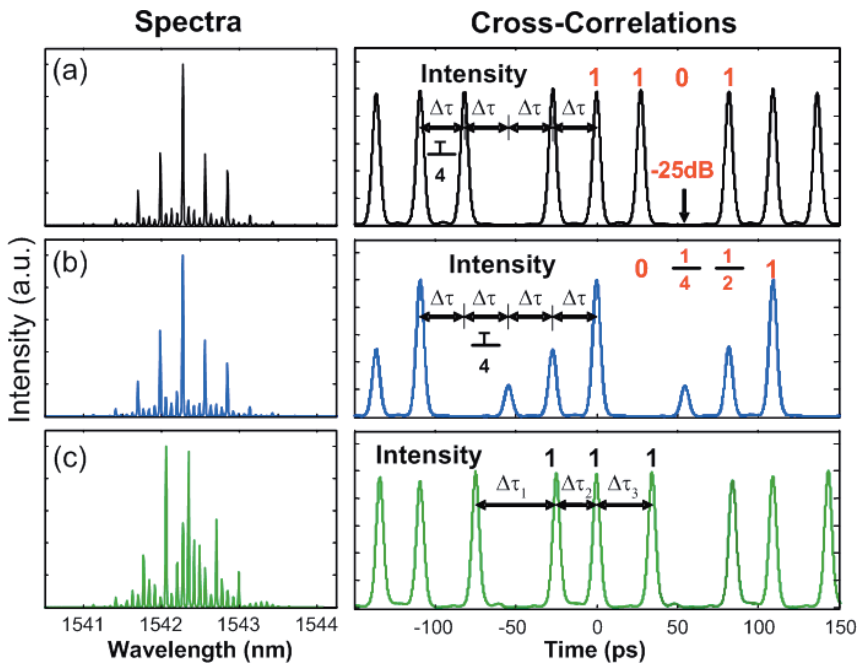 Spectra
Cross-Correlations
(a)
Intensity 1 1 0 1
Δτ Δτ Δτ Δτ
T
4
-25dB
(b)
Intensity 0 1/4 1/2 1
Δτ Δτ Δτ Δτ
T
4
(c)
Intensity 1 1 1
Δτ₁ Δτ₂ Δτ₃
Intensity (a.u.)
1541 1542 1543 1544
Wavelength (nm)
-100 -50 0 50 100 150
Time (ps)